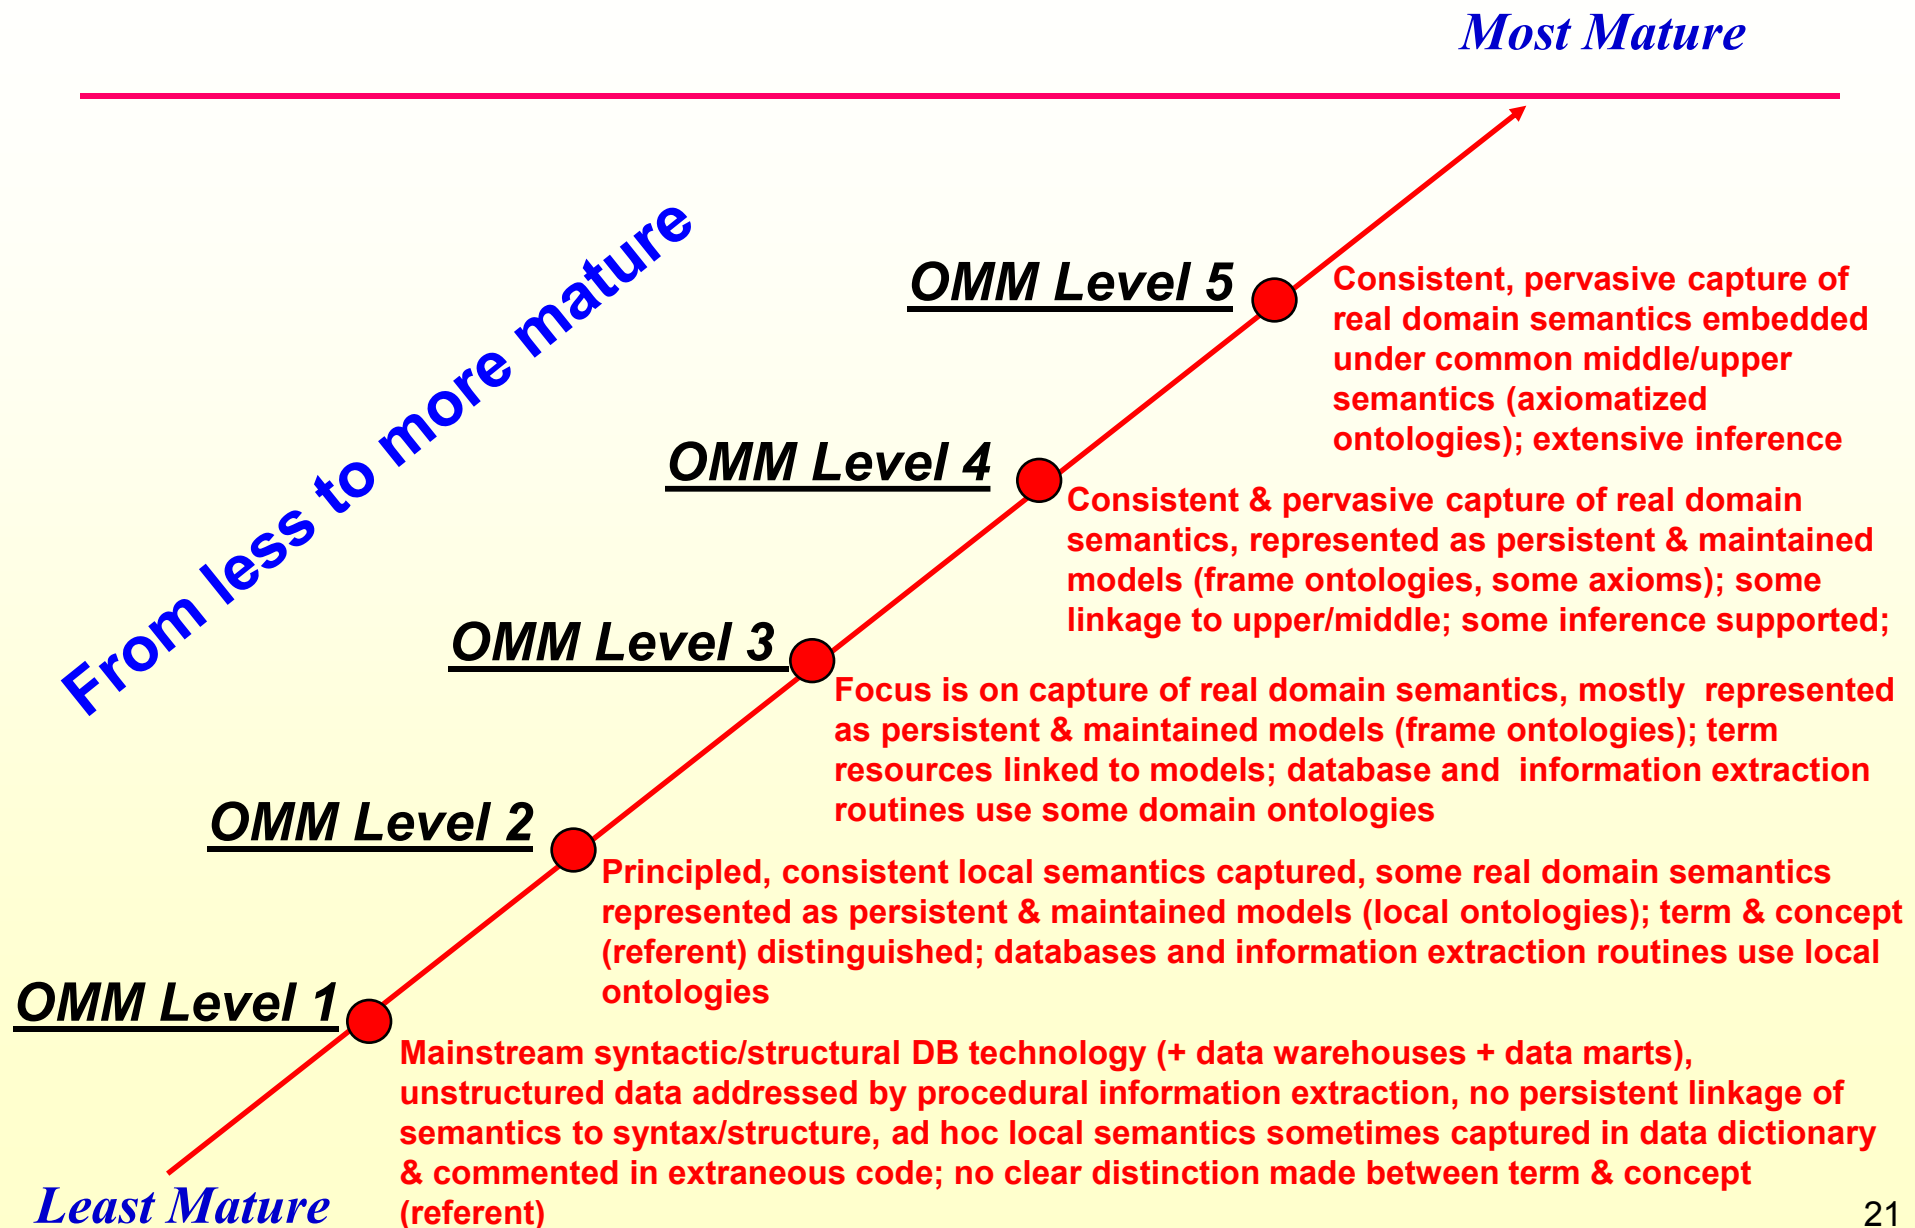 Most Mature
From less to more mature
OMM Level 5
Consistent, pervasive capture of
real domain semantics embedded
under common middle/upper
semantics (axiomatized
ontologies); extensive inference
OMM Level 4
Consistent & pervasive capture of real domain
semantics, represented as persistent & maintained
models (frame ontologies, some axioms); some
linkage to upper/middle; some inference supported;
OMM Level 3
Focus is on capture of real domain semantics, mostly  represented
as persistent & maintained models (frame ontologies); term
resources linked to models; database and  information extraction
routines use some domain ontologies
OMM Level 2
Principled, consistent local semantics captured, some real domain semantics
represented as persistent & maintained models (local ontologies); term & concept
(referent) distinguished; databases and information extraction routines use local
ontologies
OMM Level 1
Mainstream syntactic/structural DB technology (+ data warehouses + data marts),
unstructured data addressed by procedural information extraction, no persistent linkage of
semantics to syntax/structure, ad hoc local semantics sometimes captured in data dictionary
& commented in extraneous code; no clear distinction made between term & concept
(referent)
Least Mature
21